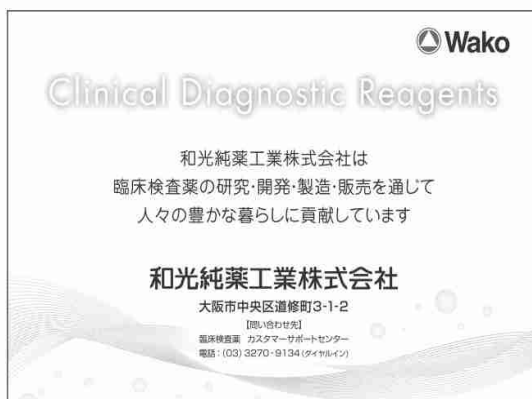 Wako
Clinical Diagnostic Reagents
和光純薬工業株式会社は
臨床検査薬の研究・開発・製造・販売を通じて
人々の豊かな暮らしに貢献しています
和光純薬工業株式会社
大阪市中央区道修町3-1-2
【問い合わせ先】
臨床検査薬 カスタマーサポートセンター
電話：(03) 3270-9134(ダイヤルイン)